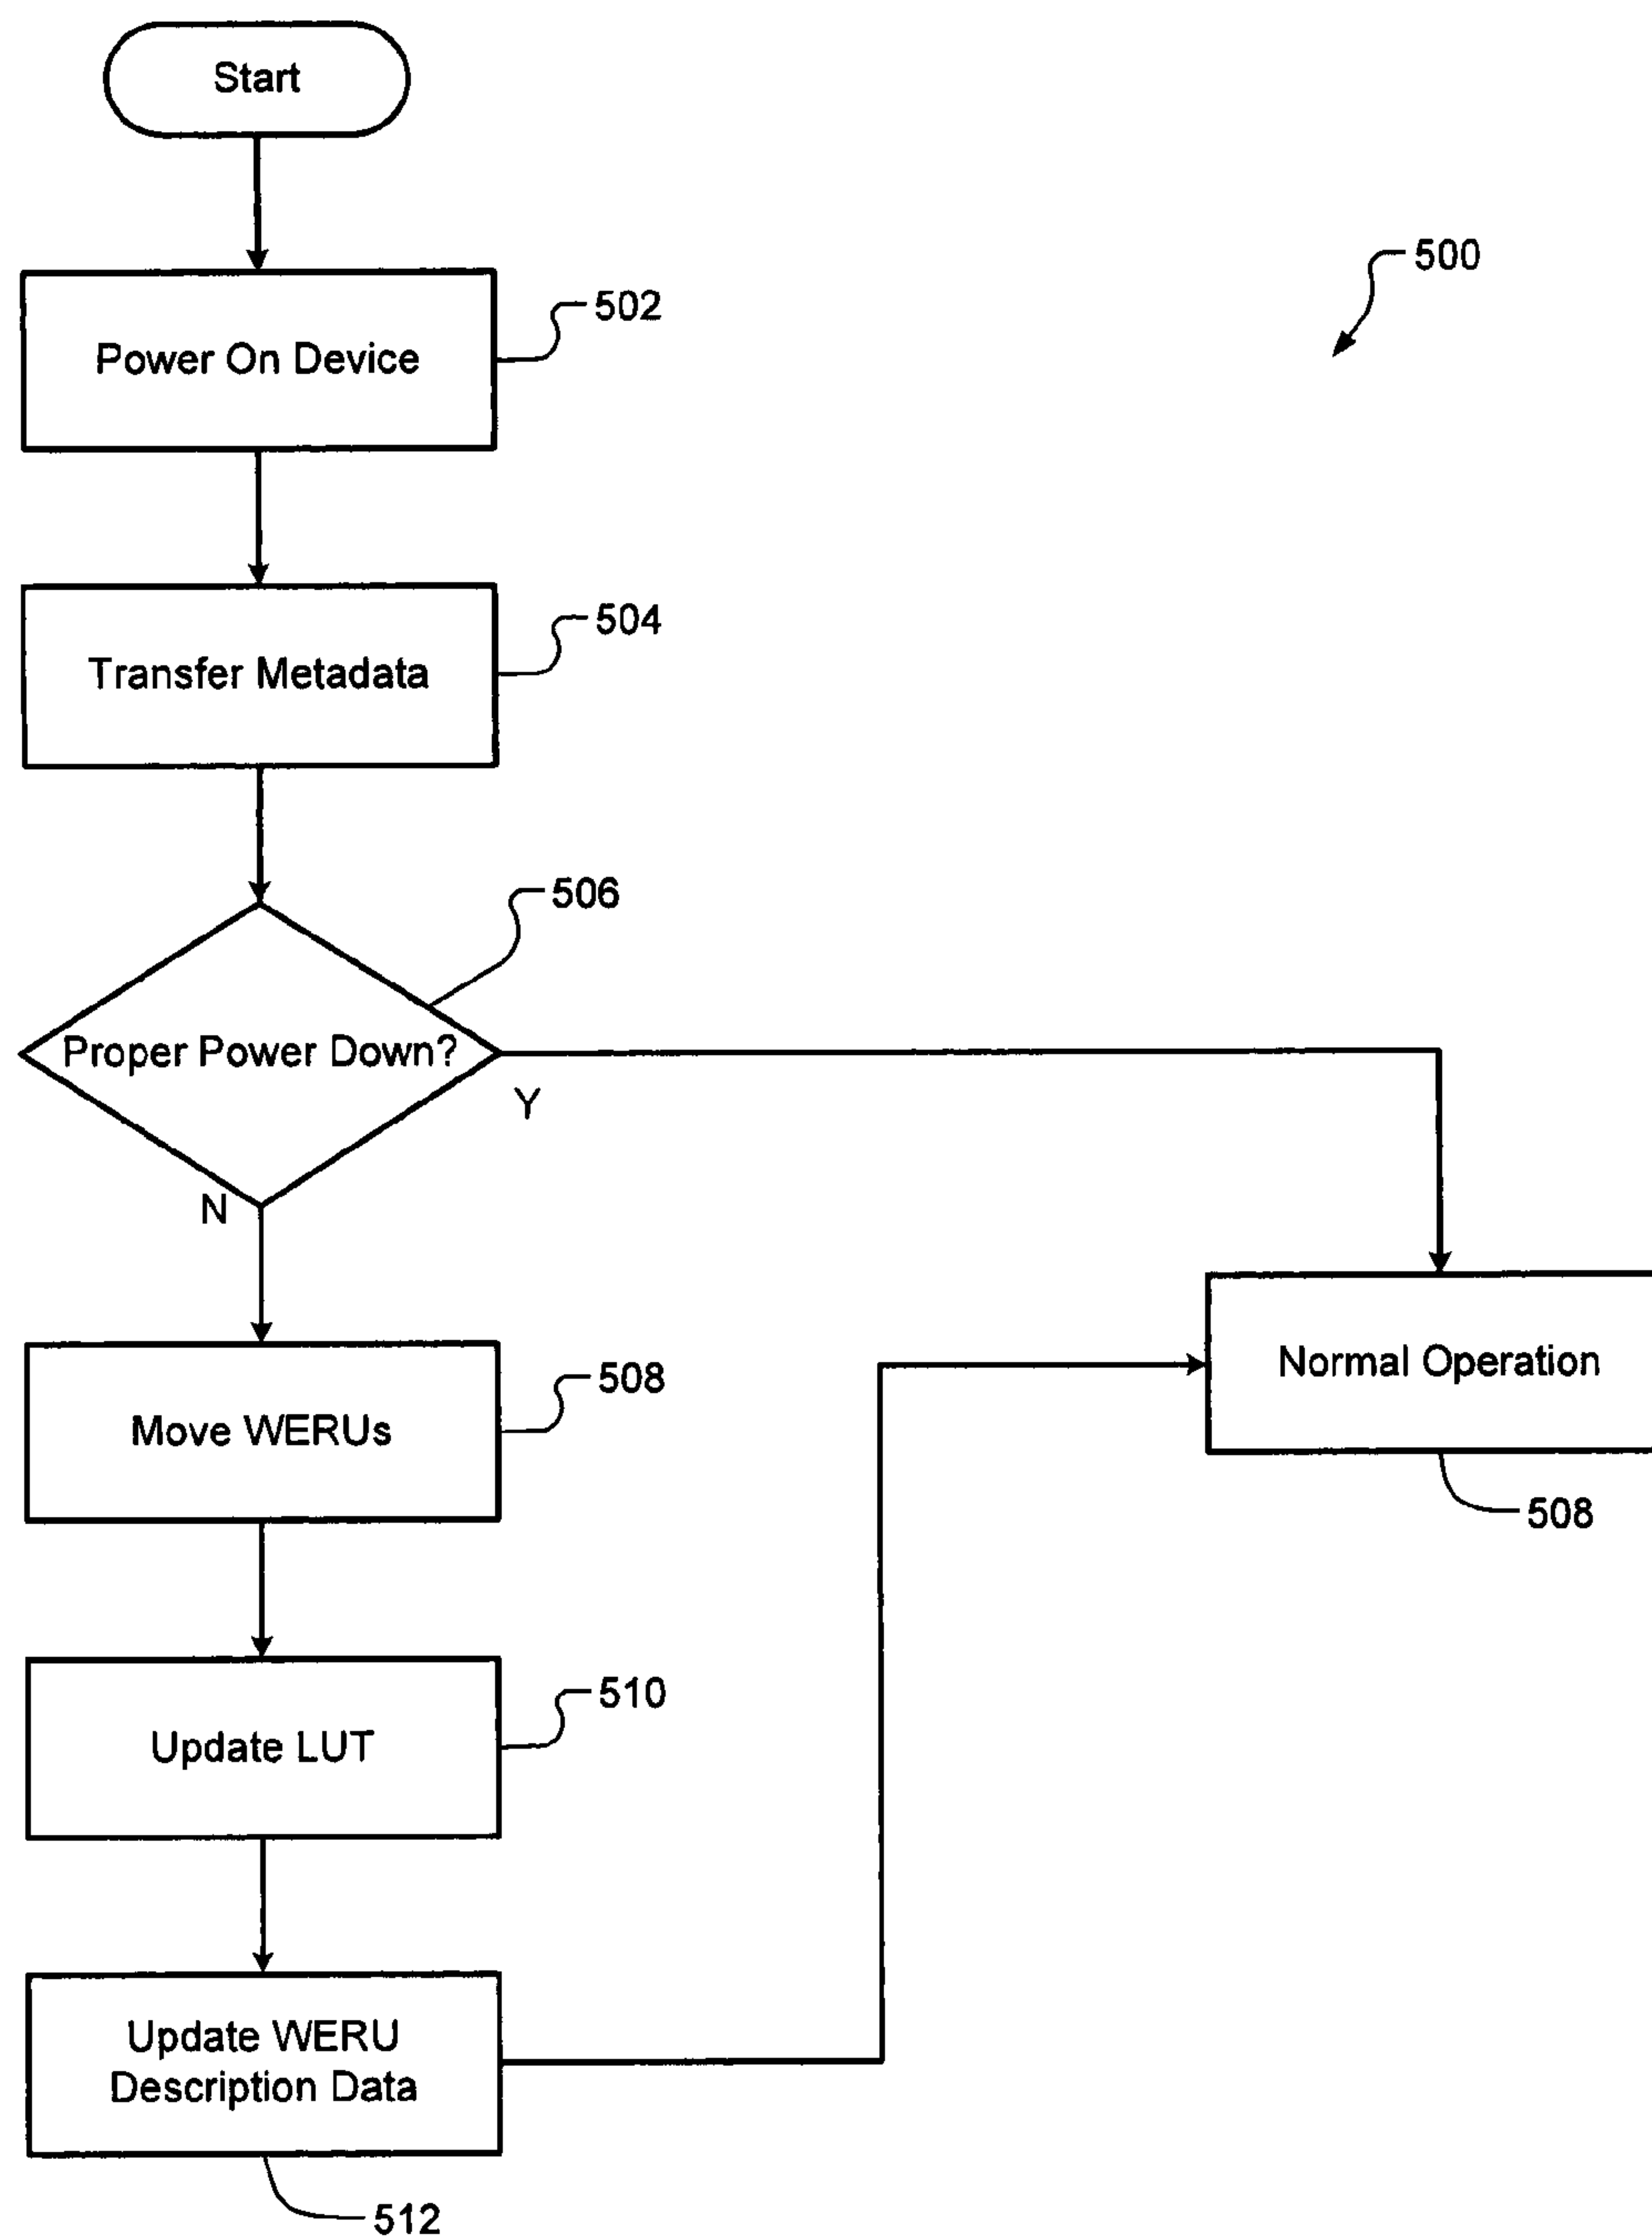 Start
500
502
Power On Device
504
Transfer Metadata
506
Proper Power Down?
Y
N
508
Move WERUs
Normal Operation
508
510
Update LUT
Update WERU
Description Data
512